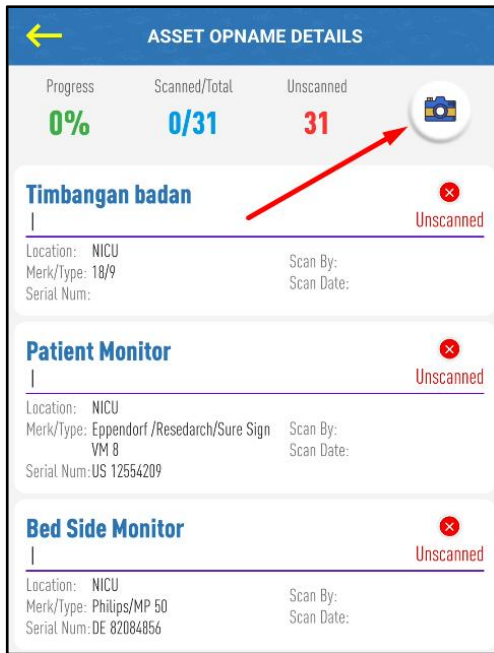 ASSET OPNAME DETAILS
Progress Scanned/Total Unscanned
0% 0/31 31
Timbangan badan
|
Unscanned
Location: NICU
Merk/Type: 18/9
Serial Num:
Scan By:
Scan Date:
Patient Monitor
|
Unscanned
Location: NICU
Merk/Type: Eppendorf /Resedarch/Sure Sign
VM 8
Serial Num: US 12554209
Scan By:
Scan Date:
Bed Side Monitor
|
Unscanned
Location: NICU
Merk/Type: Philips/MP 50
Serial Num: DE 82084856
Scan By:
Scan Date: